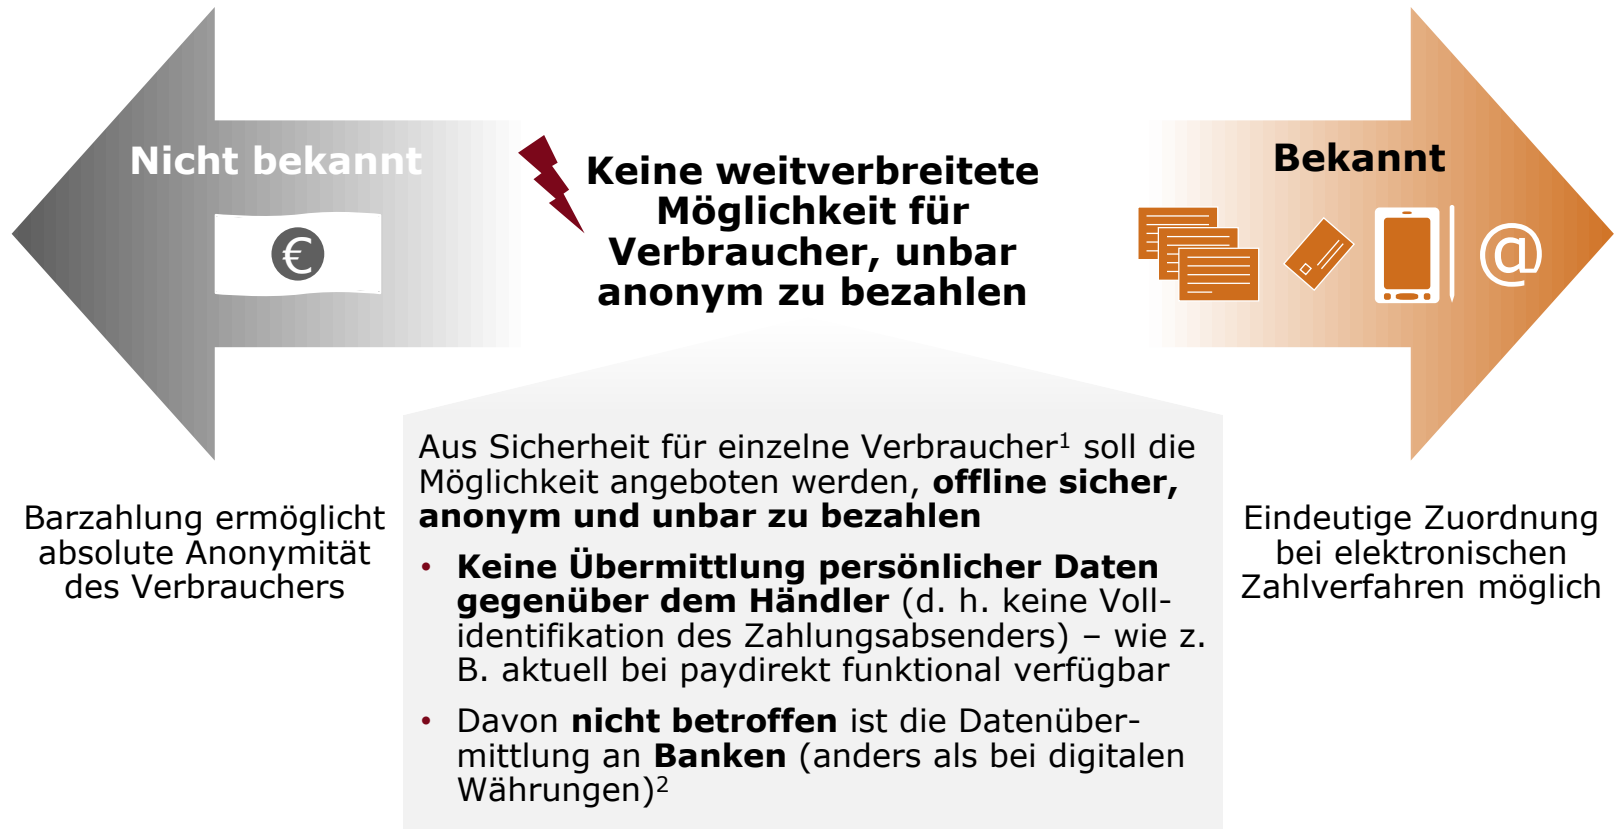 Nicht bekannt
€
Keine weitverbreitete
Möglichkeit für
Verbraucher, unbar
anonym zu bezahlen
Bekannt
@
Barzahlung ermöglicht
absolute Anonymität
des Verbrauchers
Aus Sicherheit für einzelne Verbraucher¹ soll die
Möglichkeit angeboten werden, offline sicher,
anonym und unbar zu bezahlen
• Keine Übermittlung persönlicher Daten
gegenüber dem Händler (d. h. keine Voll-
identifikation des Zahlungsabsenders) – wie z.
B. aktuell bei paydirekt funktional verfügbar
• Davon nicht betroffen ist die Datenüber-
mittlung an Banken (anders als bei digitalen
Währungen)²
Eindeutige Zuordnung
bei elektronischen
Zahlverfahren möglich